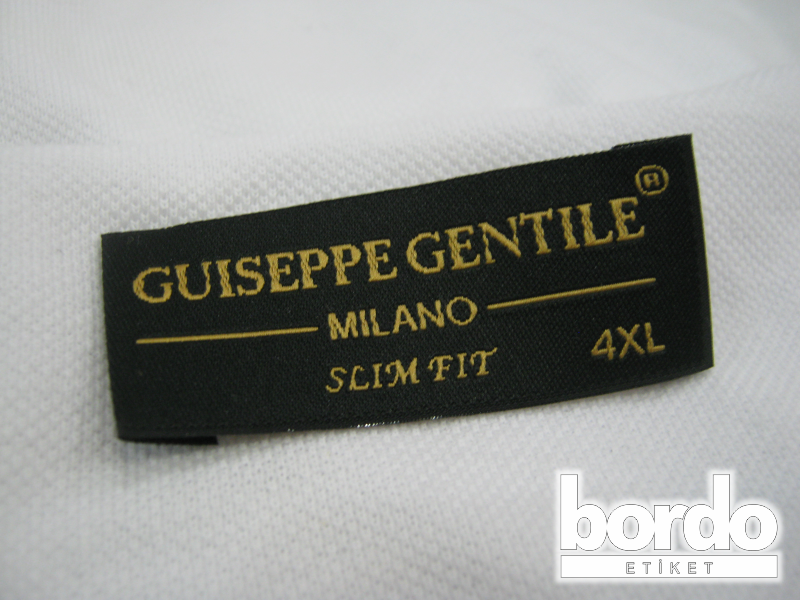 GUISEPPE GENTILE®
MILANO
SLIM FIT
4XL
bordo
ETİKET